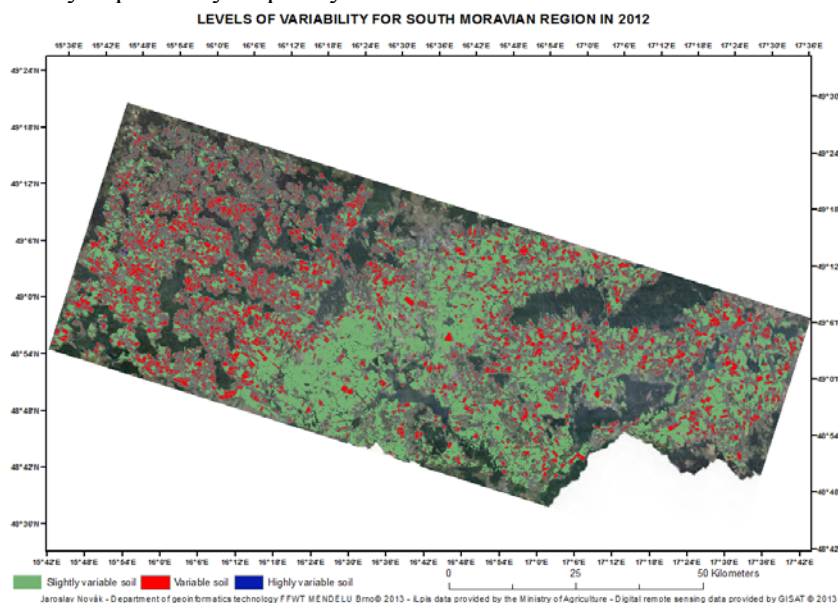 LEVELS OF VARIABILITY FOR SOUTH MORAVIAN REGION IN 2012
15°36'E 15°42'E 15°48'E 15°54'E 16°0'E 16°6'E 16°12'E 16°18'E 16°24'E 16°30'E 16°36'E 16°42'E 16°48'E 16°54'E 17°0'E 17°6'E 17°12'E 17°18'E 17°24'E 17°30'E 17°36'E
49°24'N
49°30'
49°18'N
49°24'
49°12'N
49°18'
49°6'N
49°12'
49°0'N
49°6'1
48°54'N
49°0'1
48°48'N
48°54'
48°42'N
48°48'
48°36'N
48°42'
15°42'E 15°48'E 15°54'E 16°0'E 16°6'E 16°12'E 16°18'E 16°24'E 16°30'E 16°36'E 16°42'E 16°48'E 16°54'E 17°0'E 17°6'E 17°12'E 17°18'E 17°24'E 17°30'E 17°36'E 17°42'E
Slightly variable soil Variable soil Highly variable soil
0 25 50 Kilometers
Jaroslav Novák - Department of geoinformatics technology FFWT MENDELU Brno© 2013 - iLpis data provided by the Ministry of Agriculture - Digital remote sensing data provided by GISAT © 2013